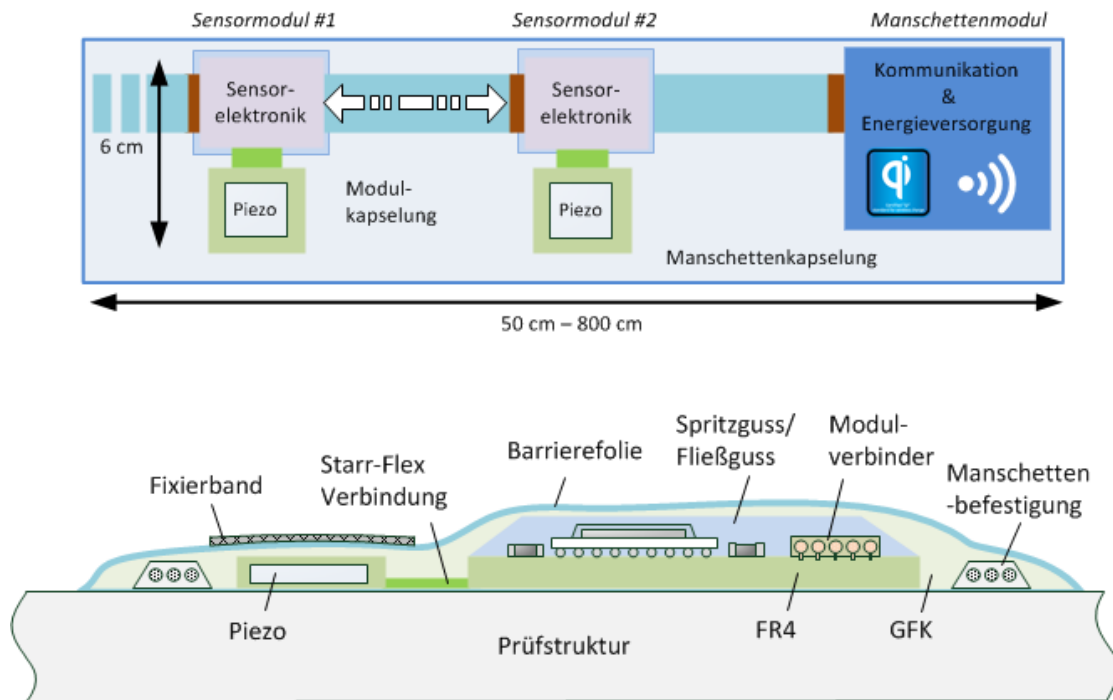 Sensormodul #1
Sensormodul #2
Manschettenmodul
Sensor-
elektronik
Sensor-
elektronik
Kommunikation
&
Energieversorgung
6 cm
Piezo
Modul-
kapselung
Piezo
qi
Manschettenkapselung
50 cm – 800 cm
Fixierband
Starr-Flex
Verbindung
Barrierefolie
Spritzguss/
Fließguss
Modul-
verbinder
Manschetten
-befestigung
Piezo
Prüfstruktur
FR4
GFK